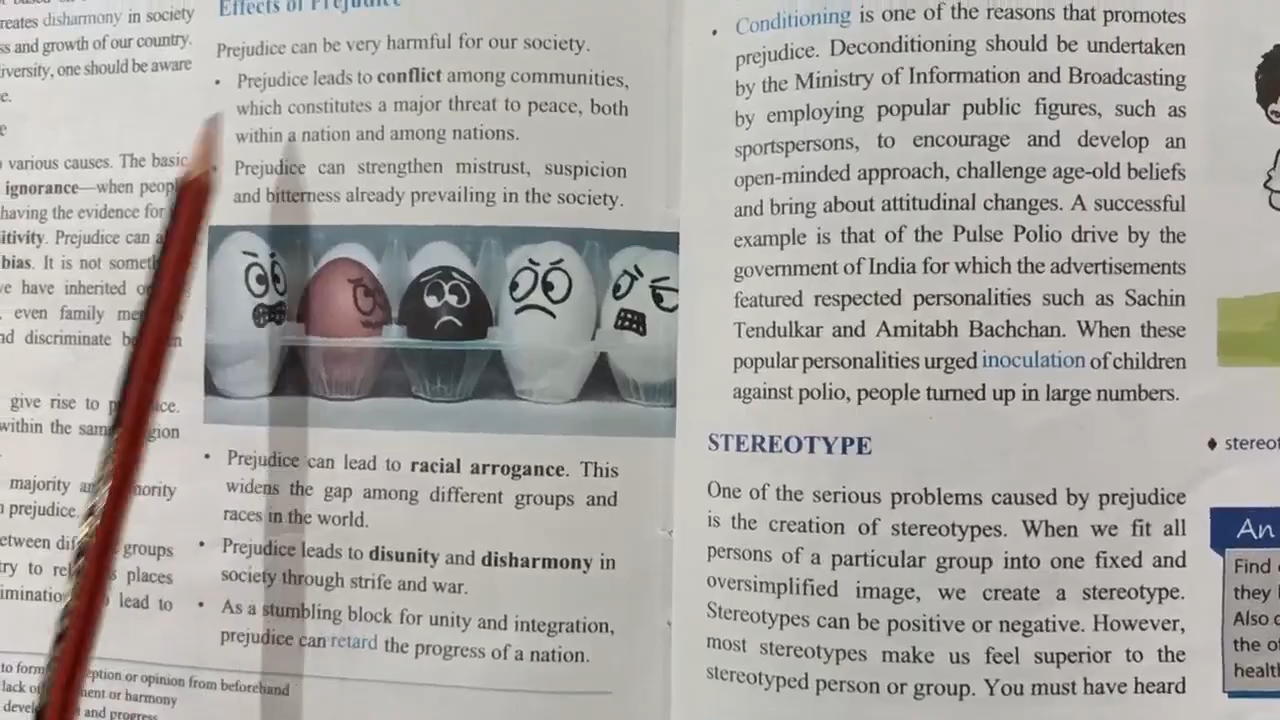 reates disharmony in society
ss and growth of our country.
iversity, one should be aware
e.
e
various causes. The basic
ignorance—when peop
having the evidence for
itivity. Prejudice can a
bias. It is not someth
ve have inherited o
even family me
nd discriminate be
give rise to p ice.
within the sam gion
majority a nority
prejudice.
etween dif groups
try to rel s places
iminatio lead to
to form eption or opinion from beforehand
lack o ment or harmony
devel and progress
Effects of Prejudice
Prejudice can be very harmful for our society.
• Prejudice leads to conflict among communities,
which constitutes a major threat to peace, both
within a nation and among nations.
• Prejudice can strengthen mistrust, suspicion
and bitterness already prevailing in the society.
• Prejudice can lead to racial arrogance. This
widens the gap among different groups and
races in the world.
• Prejudice leads to disunity and disharmony in
society through strife and war.
• As a stumbling block for unity and integration,
prejudice can retard the progress of a nation.
• Conditioning is one of the reasons that promotes
prejudice. Deconditioning should be undertaken
by the Ministry of Information and Broadcasting
by employing popular public figures, such as
sportspersons, to encourage and develop an
open-minded approach, challenge age-old beliefs
and bring about attitudinal changes. A successful
example is that of the Pulse Polio drive by the
government of India for which the advertisements
featured respected personalities such as Sachin
Tendulkar and Amitabh Bachchan. When these
popular personalities urged inoculation of children
against polio, people turned up in large numbers.
STEREOTYPE
One of the serious problems caused by prejudice
is the creation of stereotypes. When we fit all
persons of a particular group into one fixed and
oversimplified image, we create a stereotype.
Stereotypes can be positive or negative. However,
most stereotypes make us feel superior to the
stereotyped person or group. You must have heard
♦ stereot
An
Find
they
Also
the o
healt